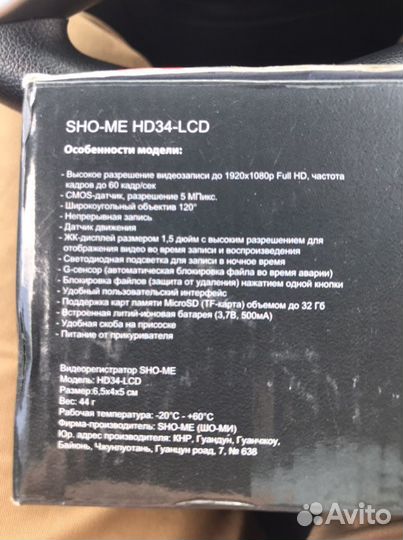 SHO-ME HD34-LCD
Особенности модели:
- Высокое разрешение видеозаписи до 1920х1080p Full HD, частота
кадров до 60 кадр/сек
- CMOS-датчик, разрешение 5 МПикс.
- Широкоугольный объектив 120°
- Непрерывная запись
- Датчик движения
- ЖК-дисплей размером 1,5 дюйм с высоким разрешением для
отображения видео во время записи и воспроизведения
- Светодиодная подсветка для записи в ночное время
- G-сенсор (автоматическая блокировка файла во время аварии)
- Блокировка файлов (защита от удаления) нажатием одной кнопки
- Удобный пользовательский интерфейс
- Поддержка карт памяти MicroSD (TF-карта) объемом до 32 Гб
- Встроенная литий-ионовая батарея (3,7В, 500мА)
- Удобная скоба на присоске
- Питание от прикуривателя
Видеорегистратор SHO-ME
Модель: HD34-LCD
Размер:6,5х4х5 см
Вес: 44 г
Рабочая температура: -20°C - +60°C
Фирма-производитель: SHO-ME (ШО-МИ)
Юр. адрес производителя: КНР, Гуандун, Гуанчжоу,
Байюнь, Чжунлуотань, Гуанцун роад, 7, № 638
Avito